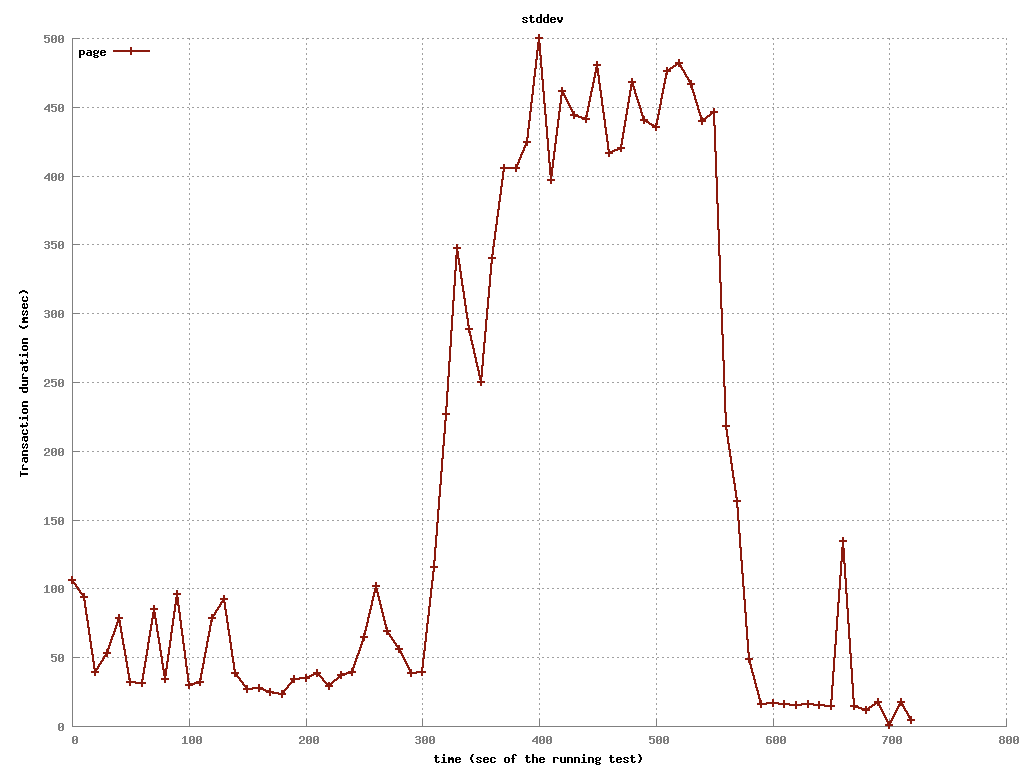 stddev
page
500
450
400
350
300
250
200
150
100
50
0
Transaction duration (msec)
0 100 200 300 400 500 600 700 800
time (sec of the running test)